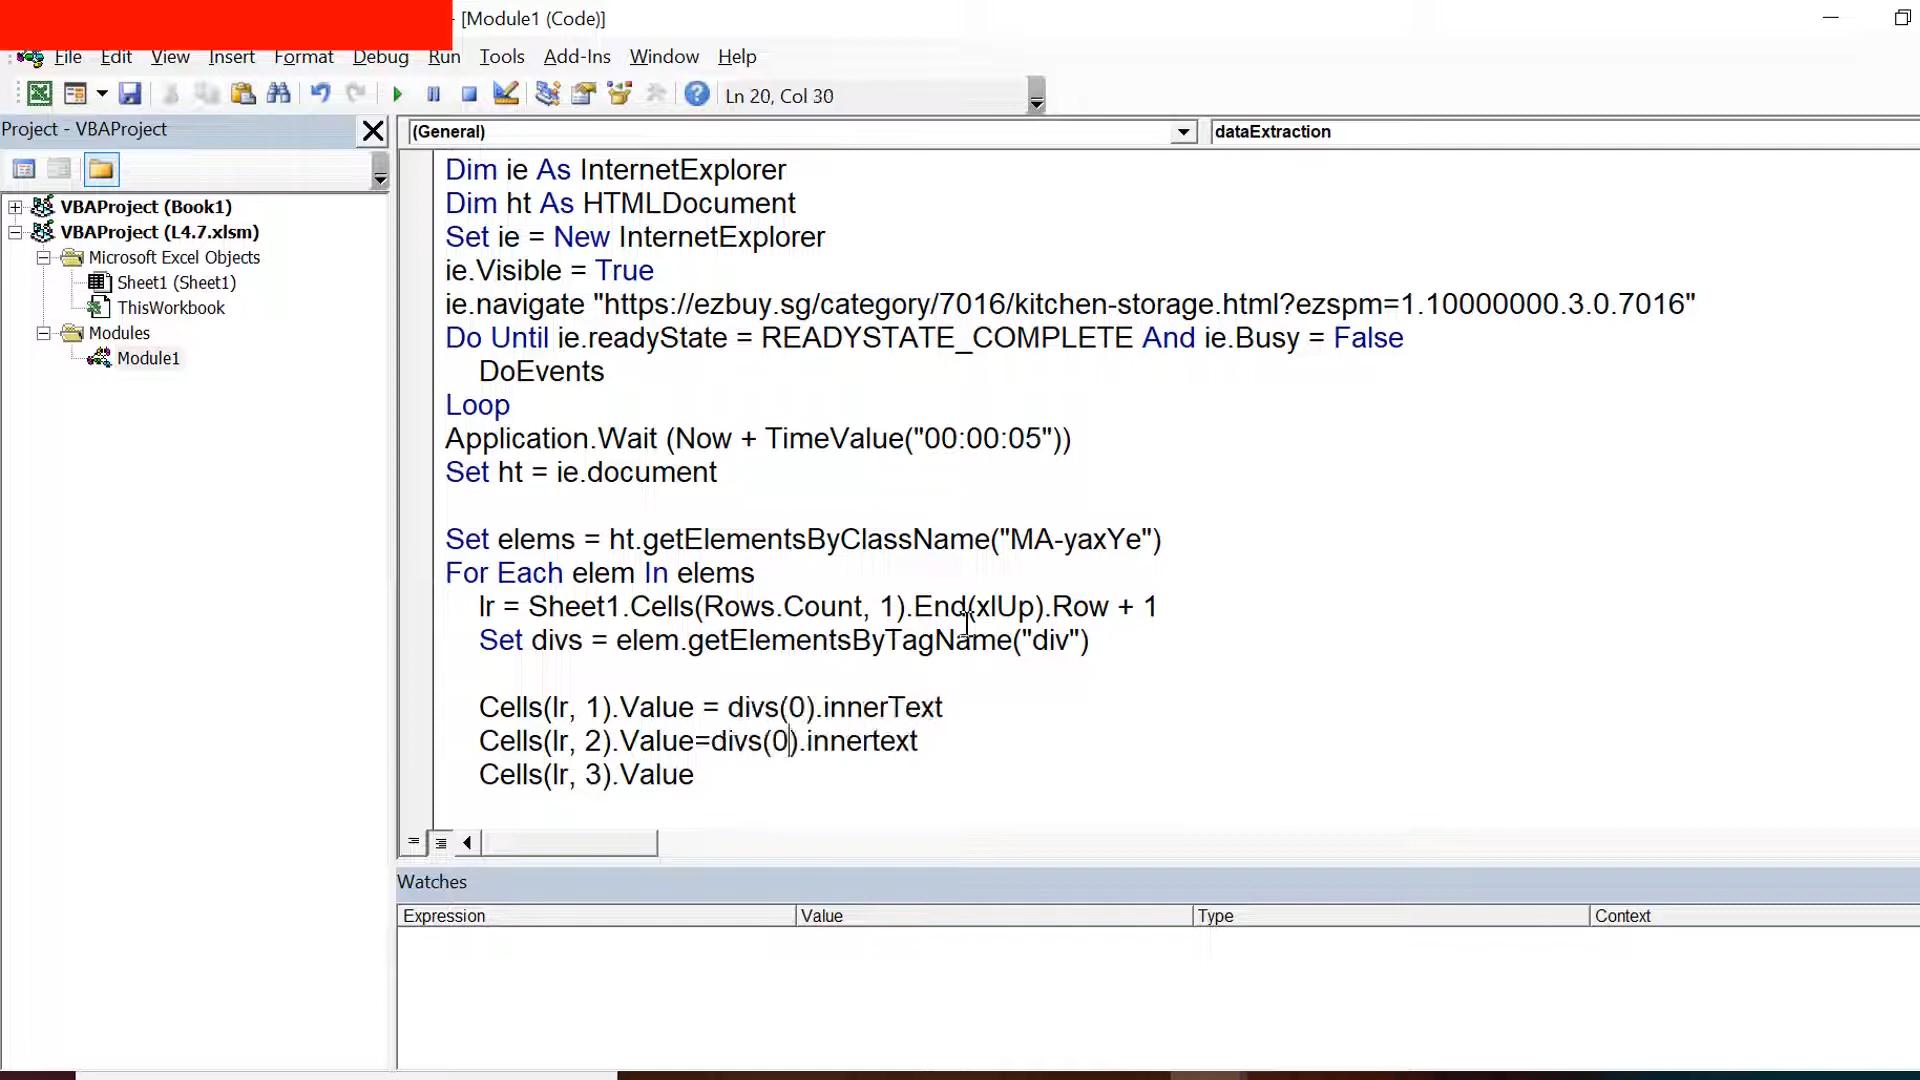 - [Module1 (Code)]
File Edit View Insert Format Debug Run Tools Add-Ins Window Help
Ln 20, Col 30
Project - VBAProject
(General)
dataExtraction
VBAProject (Book1)
VBAProject (L4.7.xlsm)
Microsoft Excel Objects
Sheet1 (Sheet1)
ThisWorkbook
Modules
Module1
Dim ie As InternetExplorer
Dim ht As HTMLDocument
Set ie = New InternetExplorer
ie.Visible = True
ie.navigate "https://ezbuy.sg/category/7016/kitchen-storage.html?ezspm=1.10000000.3.0.7016"
Do Until ie.readyState = READYSTATE_COMPLETE And ie.Busy = False
DoEvents
Loop
Application.Wait (Now + TimeValue("00:00:05"))
Set ht = ie.document
Set elems = ht.getElementsByClassName("MA-yaxYe")
For Each elem In elems
lr = Sheet1.Cells(Rows.Count, 1).End(xlUp).Row + 1
Set divs = elem.getElementsByTagName("div")
Cells(lr, 1).Value = divs(0).innerText
Cells(lr, 2).Value=divs(0).innertext
Cells(lr, 3).Value
Watches
Expression Value Type Context